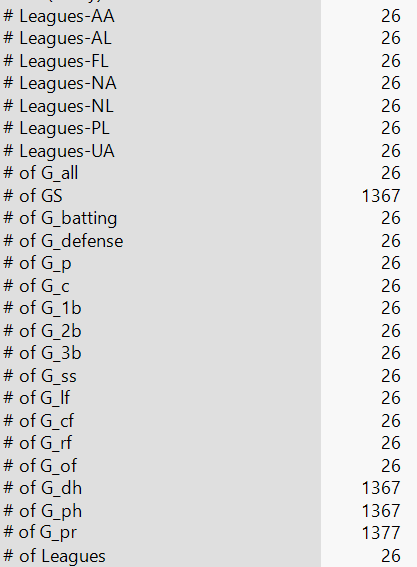 # Leagues-AA 26
# Leagues-AL 26
# Leagues-FL 26
# Leagues-NA 26
# Leagues-NL 26
# Leagues-PL 26
# Leagues-UA 26
# of G_all 26
# of GS 1367
# of G_batting 26
# of G_defense 26
# of G_p 26
# of G_c 26
# of G_1b 26
# of G_2b 26
# of G_3b 26
# of G_ss 26
# of G_lf 26
# of G_cf 26
# of G_rf 26
# of G_of 26
# of G_dh 1367
# of G_ph 1367
# of G_pr 1377
# of Leagues 26